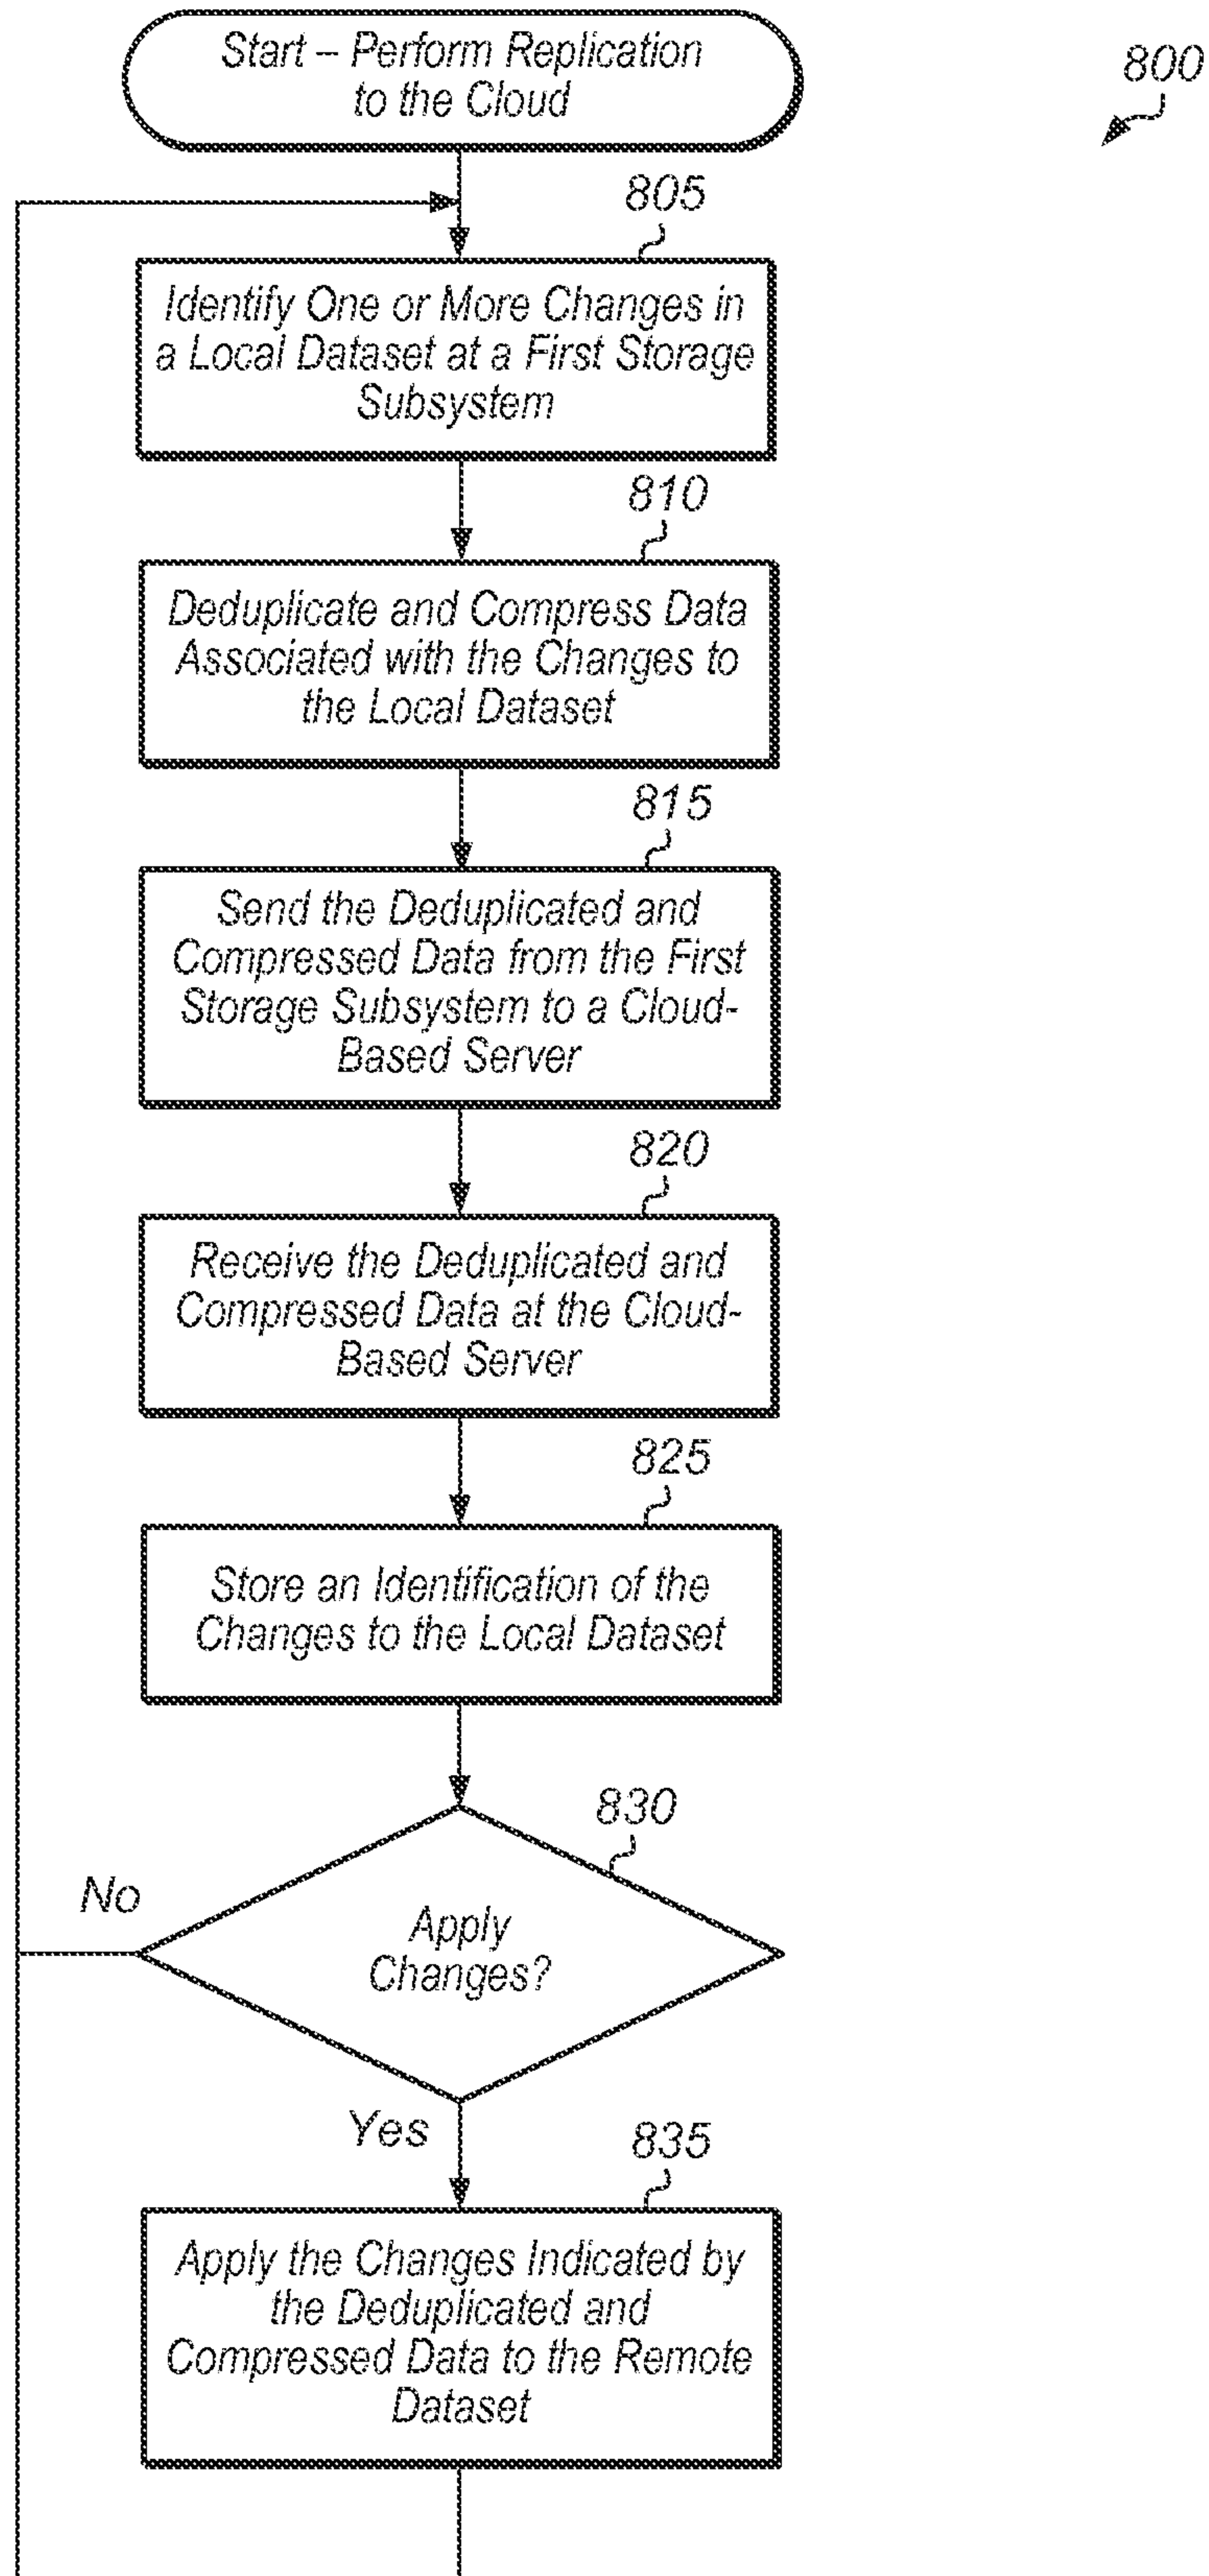 Start – Perform Replication
to the Cloud
800
805
Identify One or More Changes in
a Local Dataset at a First Storage
Subsystem
810
Deduplicate and Compress Data
Associated with the Changes to
the Local Dataset
815
Send the Deduplicated and
Compressed Data from the First
Storage Subsystem to a Cloud-
Based Server
820
Receive the Deduplicated and
Compressed Data at the Cloud-
Based Server
825
Store an Identification of the
Changes to the Local Dataset
830
No
Apply
Changes?
Yes
835
Apply the Changes Indicated by
the Deduplicated and
Compressed Data to the Remote
Dataset